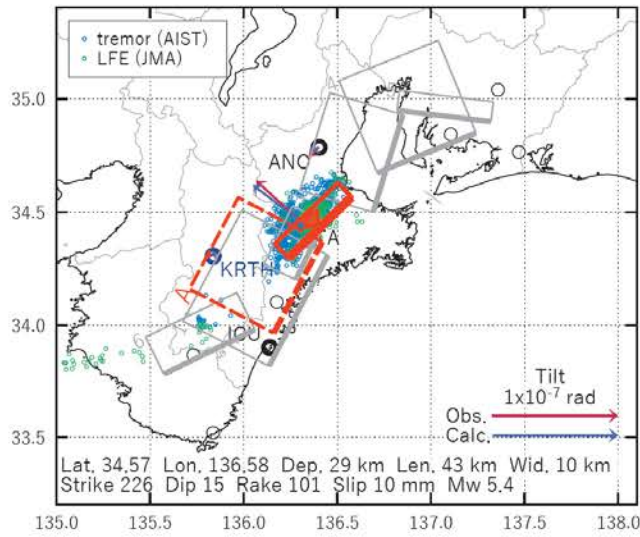 tremor (AIST)
LFE (JMA)
35.0
34.5
34.0
33.5
ANO
KRTH
A
A
6
Tilt
1x10⁻⁷ rad
Obs.
Calc.
Lat. 34.57 Lon. 136.58 Dep. 29 km Len. 43 km Wid. 10 km
Strike 226 Dip 15 Rake 101 Slip 10 mm Mw 5.4
135.0 135.5 136.0 136.5 137.0 137.5 138.0